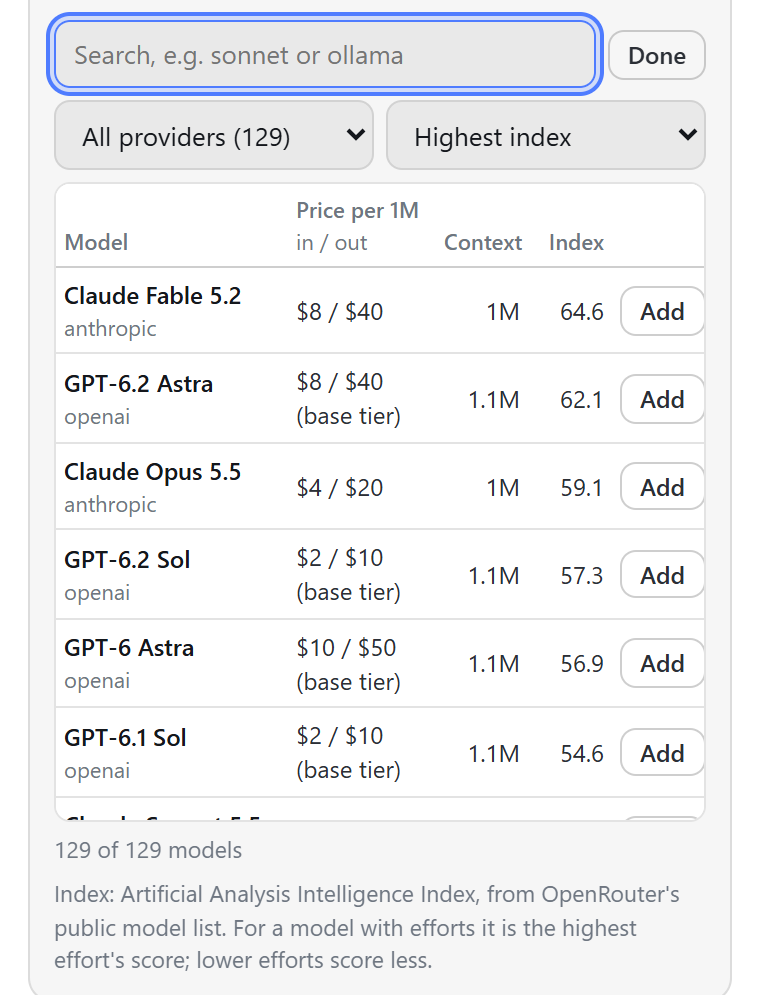 Search, e.g. sonnet or ollama
Done
All providers (129)
Highest index
Price per 1M
Model in / out Context Index
Claude Fable 5.2
anthropic
$8 / $40
1M 64.6 Add
GPT-6.2 Astra
openai
$8 / $40
(base tier)
1.1M 62.1 Add
Claude Opus 5.5
anthropic
$4 / $20
1M 59.1 Add
GPT-6.2 Sol
openai
$2 / $10
(base tier)
1.1M 57.3 Add
GPT-6 Astra
openai
$10 / $50
(base tier)
1.1M 56.9 Add
GPT-6.1 Sol
openai
$2 / $10
(base tier)
1.1M 54.6 Add
129 of 129 models
Index: Artificial Analysis Intelligence Index, from OpenRouter's
public model list. For a model with efforts it is the highest
effort's score; lower efforts score less.